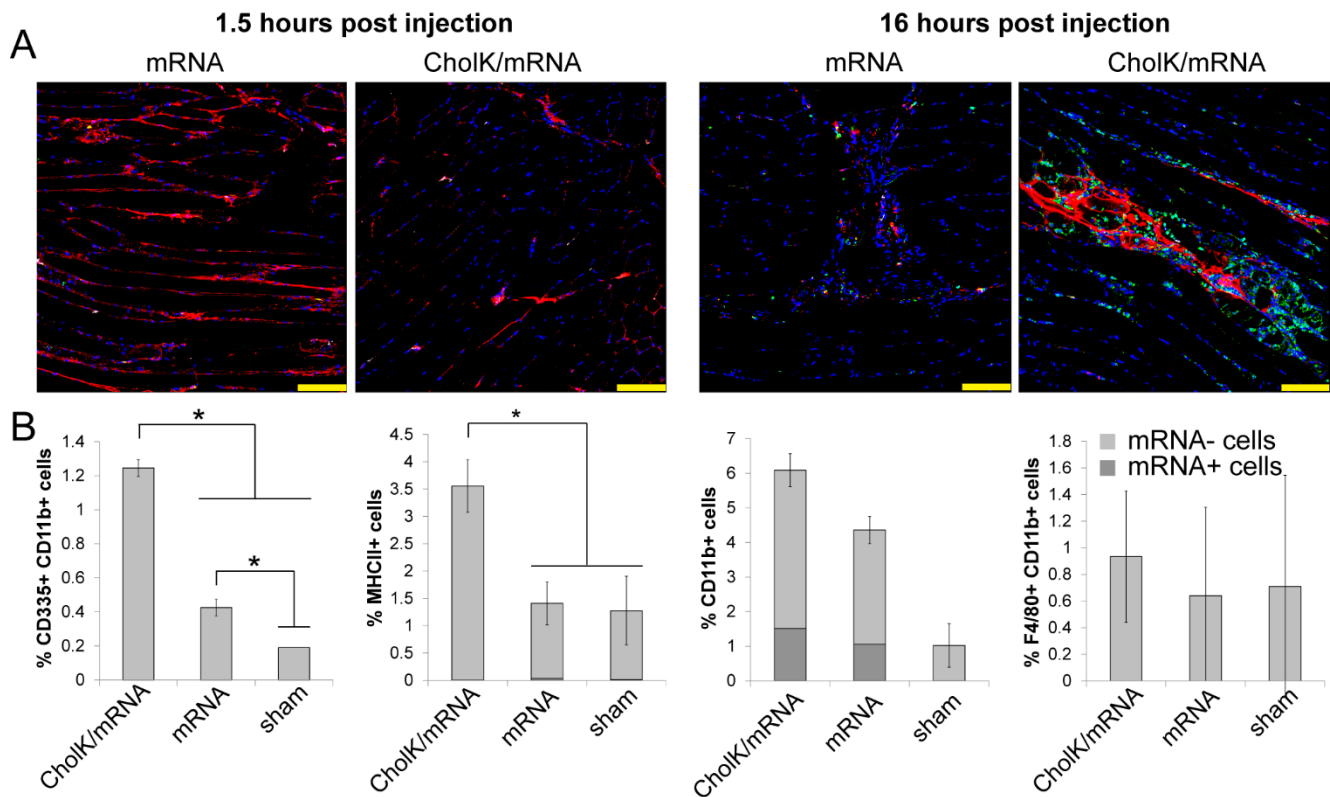 1.5 hours post injection
16 hours post injection
A
mRNA
CholK/mRNA
mRNA
CholK/mRNA
B
% CD335+ CD11b+ cells
1.4
1.2
1
0.8
0.6
0.4
0.2
0
*
*
CholK/mRNA
mRNA
sham
% MHCII+ cells
4.5
4
3.5
3
2.5
2
1.5
1
0.5
0
*
CholK/mRNA
mRNA
sham
% CD11b+ cells
7
6
5
4
3
2
1
0
CholK/mRNA
mRNA
sham
% F4/80+ CD11b+ cells
1.8
1.6
1.4
1.2
1
0.8
0.6
0.4
0.2
0
mRNA- cells
mRNA+ cells
CholK/mRNA
mRNA
sham